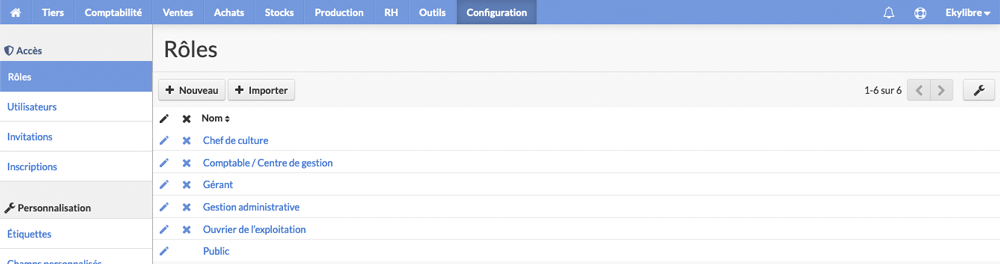 Tiers Comptabilité Ventes Achats Stocks Production RH Outils Configuration Ekylibre
Accès
Rôles
Utilisateurs
Invitations
Inscriptions
Personnalisation
Étiquettes
Champs personnalisés
Rôles
Nouveau Importer 1-6 sur 6
Nom
Chef de culture
Comptable / Centre de gestion
Gérant
Gestion administrative
Ouvrier de l'exploitation
Public